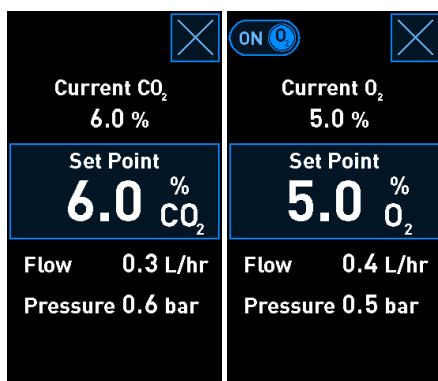 Current CO₂
6.0 %
Set Point
6.0 % CO₂
Flow 0.3 L/hr
Pressure 0.6 bar
ON O₂
Current O₂
5.0 %
Set Point
5.0 % O₂
Flow 0.4 L/hr
Pressure 0.5 bar